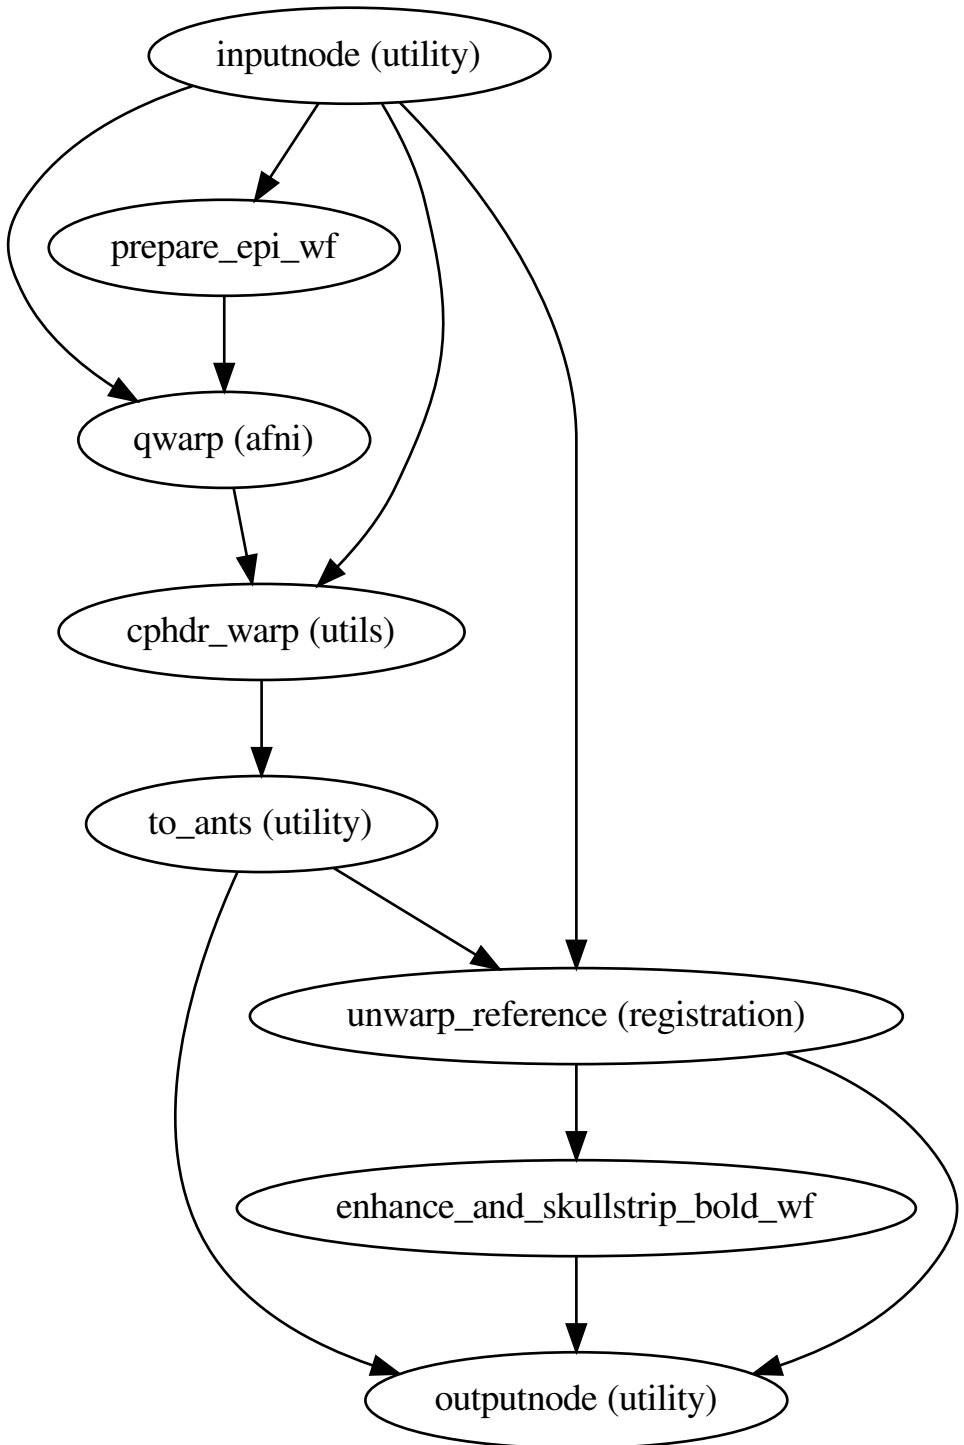 inputnode (utility)
prepare_epi_wf
qwarp (afni)
cphdr_warp (utils)
to_ants (utility)
unwarp_reference (registration)
enhance_and_skullstrip_bold_wf
outputnode (utility)